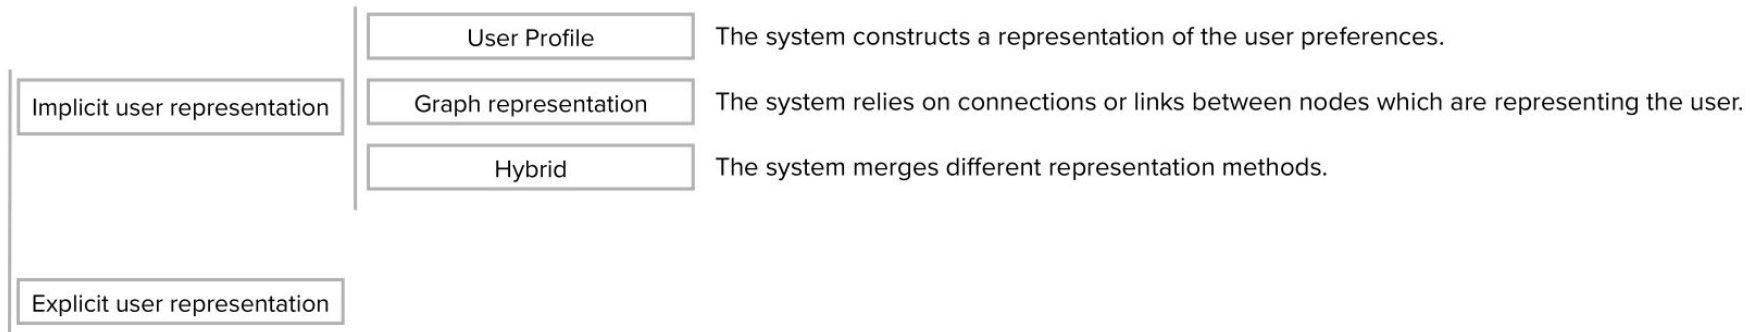 User Profile
The system constructs a representation of the user preferences.
Implicit user representation
Graph representation
The system relies on connections or links between nodes which are representing the user.
Hybrid
The system merges different representation methods.
Explicit user representation